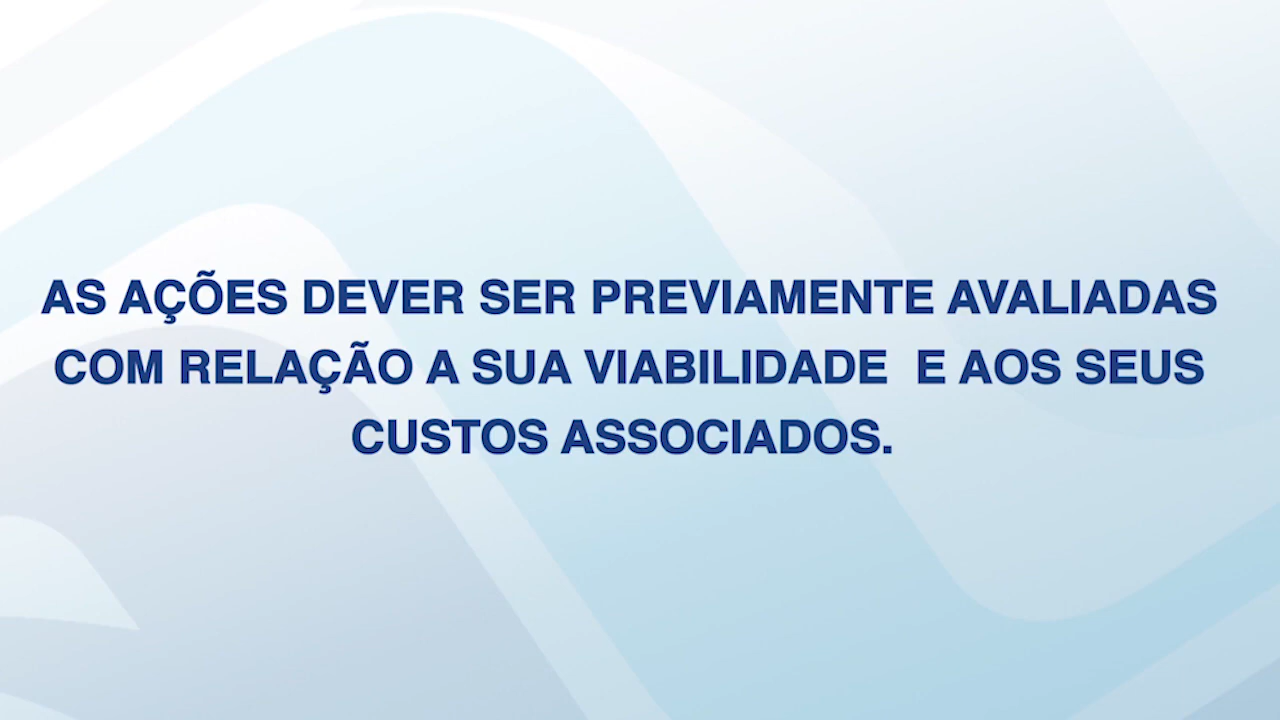 AS AÇÕES DEVER SER PREVIAMENTE AVALIADAS
COM RELAÇÃO A SUA VIABILIDADE  E AOS SEUS
CUSTOS ASSOCIADOS.